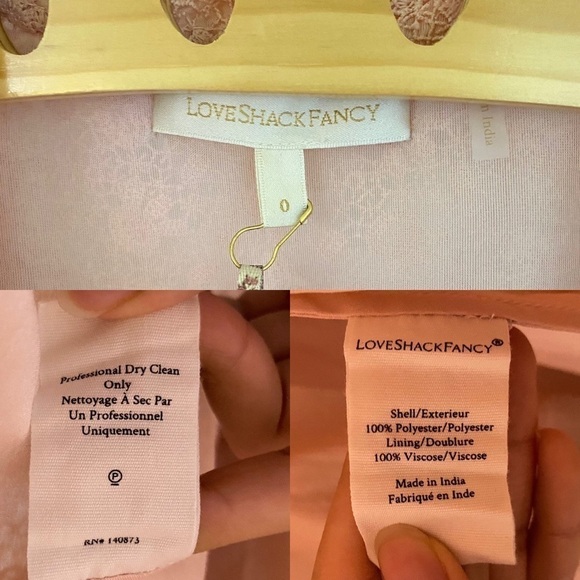 LOVESHACKFANCY
0
n India
Professional Dry Clean
Only
Nettoyage À Sec Par
Un Professionnel
Uniquement
P
RN# 140873
LOVESHACKFANCY®
Shell/Exterieur
100% Polyester/Polyester
Lining/Doublure
100% Viscose/Viscose
Made in India
Fabriqué en Inde